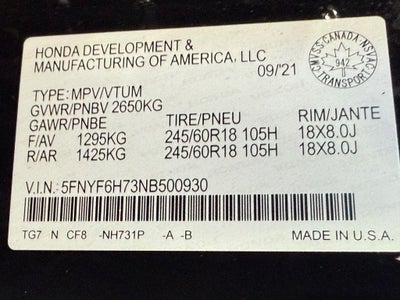 HONDA DEVELOPMENT &
MANUFACTURING OF AMERICA, LLC
09/'21
CMVSS.CANADA.NSVAC
942
TRANSPORT
TYPE: MPV/VTUM
GVWR/PNBV 2650KG
GAWR/PNBE TIRE/PNEU RIM/JANTE
F/AV 1295KG 245/60R18 105H 18X8.0J
R/AR 1425KG 245/60R18 105H 18X8.0J
V.I.N.: 5FNYF6H73NB500930
TG7 N CF8 -NH731P -A -B MADE IN U.S.A.